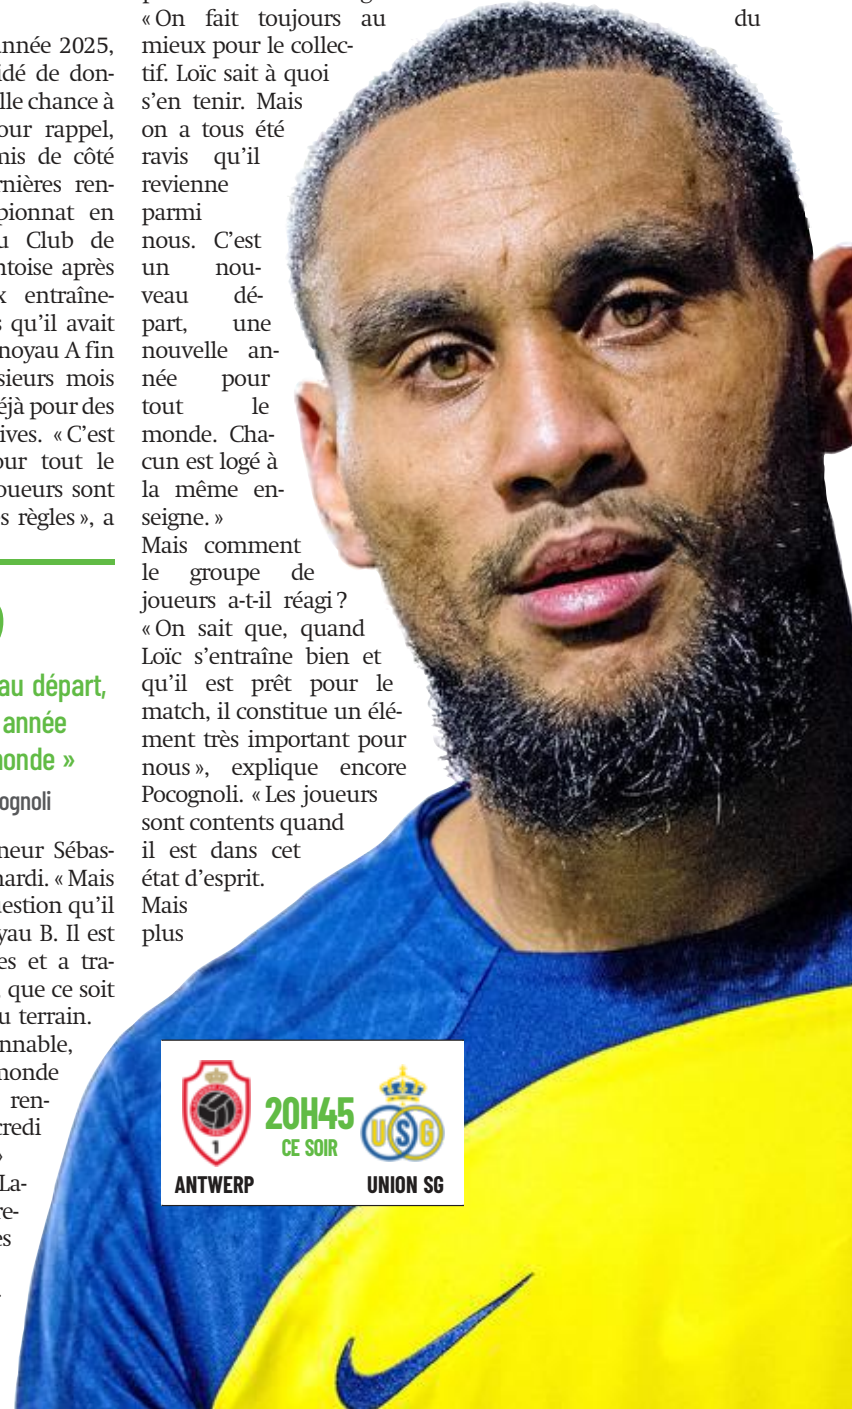 année 2025,
idé de don-
lle chance à
our rappel,
mis de côté
rnières ren-
pionnat en
u Club de
ntoise après
x entraîne-
s qu'il avait
noyau A fin
sieurs mois
éjà pour des
ives. « C'est
our tout le
oueurs sont
s règles », a
au départ,
année
monde »
ognoli
neur Sébas-
mardi. « Mais
uestion qu'il
yau B. Il est
es et a tra-
que ce soit
u terrain.
nnable,
monde
ren-
credi
»
La-
re-
es
« On fait toujours au
mieux pour le collec-
tif. Loïc sait à quoi
s'en tenir. Mais
on a tous été
ravis qu'il
revienne
parmi
nous. C'est
un nou-
veau dé-
part, une
nouvelle an-
née pour
tout le
monde. Cha-
cun est logé à
la même en-
seigne. »
Mais comment
le groupe de
joueurs a-t-il réagi ?
« On sait que, quand
Loïc s'entraîne bien et
qu'il est prêt pour le
match, il constitue un élé-
ment très important pour
nous », explique encore
Pocognoli. « Les joueurs
sont contents quand
il est dans cet
état d'esprit.
Mais
plus
du
1
20H45
CE SOIR
USG
ANTWERP
UNION SG